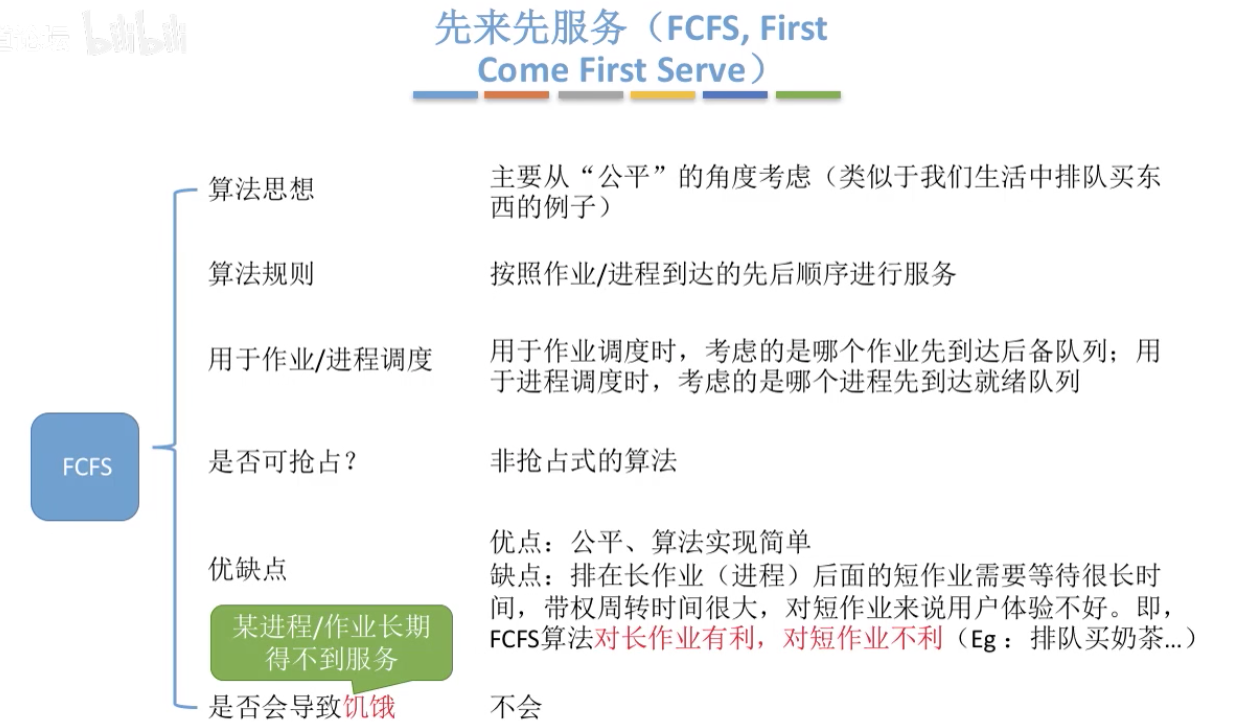 bilibili
先来先服务（FCFS, First
Come First Serve）
算法思想
主要从“公平”的角度考虑（类似于我们生活中排队买东
西的例子）
算法规则
按照作业/进程到达的先后顺序进行服务
用于作业/进程调度
用于作业调度时，考虑的是哪个作业先到达后备队列；用
于进程调度时，考虑的是哪个进程先到达就绪队列
FCFS
是否可抢占？
非抢占式的算法
优缺点
优点：公平、算法实现简单
缺点：排在长作业（进程）后面的短作业需要等待很长时
间，带权周转时间很大，对短作业来说用户体验不好。即，
FCFS算法对长作业有利，对短作业不利（Eg：排队买奶茶...）
某进程/作业长期
得不到服务
是否会导致饥饿
不会